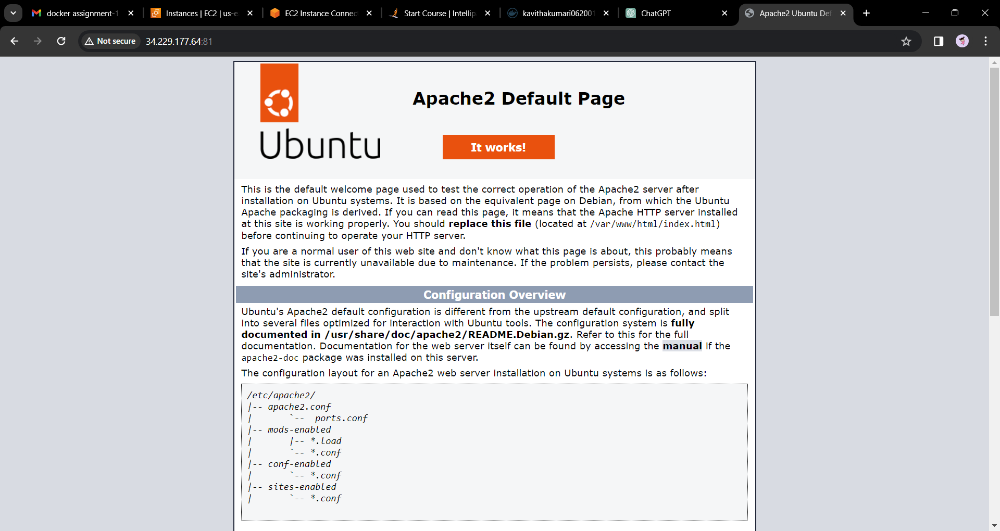 docker assignment-1
Instances | EC2 | us-e
EC2 Instance Connec
Start Course | Intellip
kavithakumari062001
ChatGPT
Apache2 Ubuntu Def
Not secure
34.229.177.64:81
Apache2 Default Page
Ubuntu
It works!
This is the default welcome page used to test the correct operation of the Apache2 server after
installation on Ubuntu systems. It is based on the equivalent page on Debian, from which the Ubuntu
Apache packaging is derived. If you can read this page, it means that the Apache HTTP server installed
at this site is working properly. You should replace this file (located at /var/www/html/index.html)
before continuing to operate your HTTP server.
If you are a normal user of this web site and don't know what this page is about, this probably means
that the site is currently unavailable due to maintenance. If the problem persists, please contact the
site's administrator.
Configuration Overview
Ubuntu's Apache2 default configuration is different from the upstream default configuration, and split
into several files optimized for interaction with Ubuntu tools. The configuration system is fully
documented in /usr/share/doc/apache2/README.Debian.gz. Refer to this for the full
documentation. Documentation for the web server itself can be found by accessing the manual if the
apache2-doc package was installed on this server.
The configuration layout for an Apache2 web server installation on Ubuntu systems is as follows:
/etc/apache2/
|-- apache2.conf
|       `--  ports.conf
|-- mods-enabled
|       |-- *.load
|       `-- *.conf
|-- conf-enabled
|       `-- *.conf
|-- sites-enabled
|       `-- *.conf